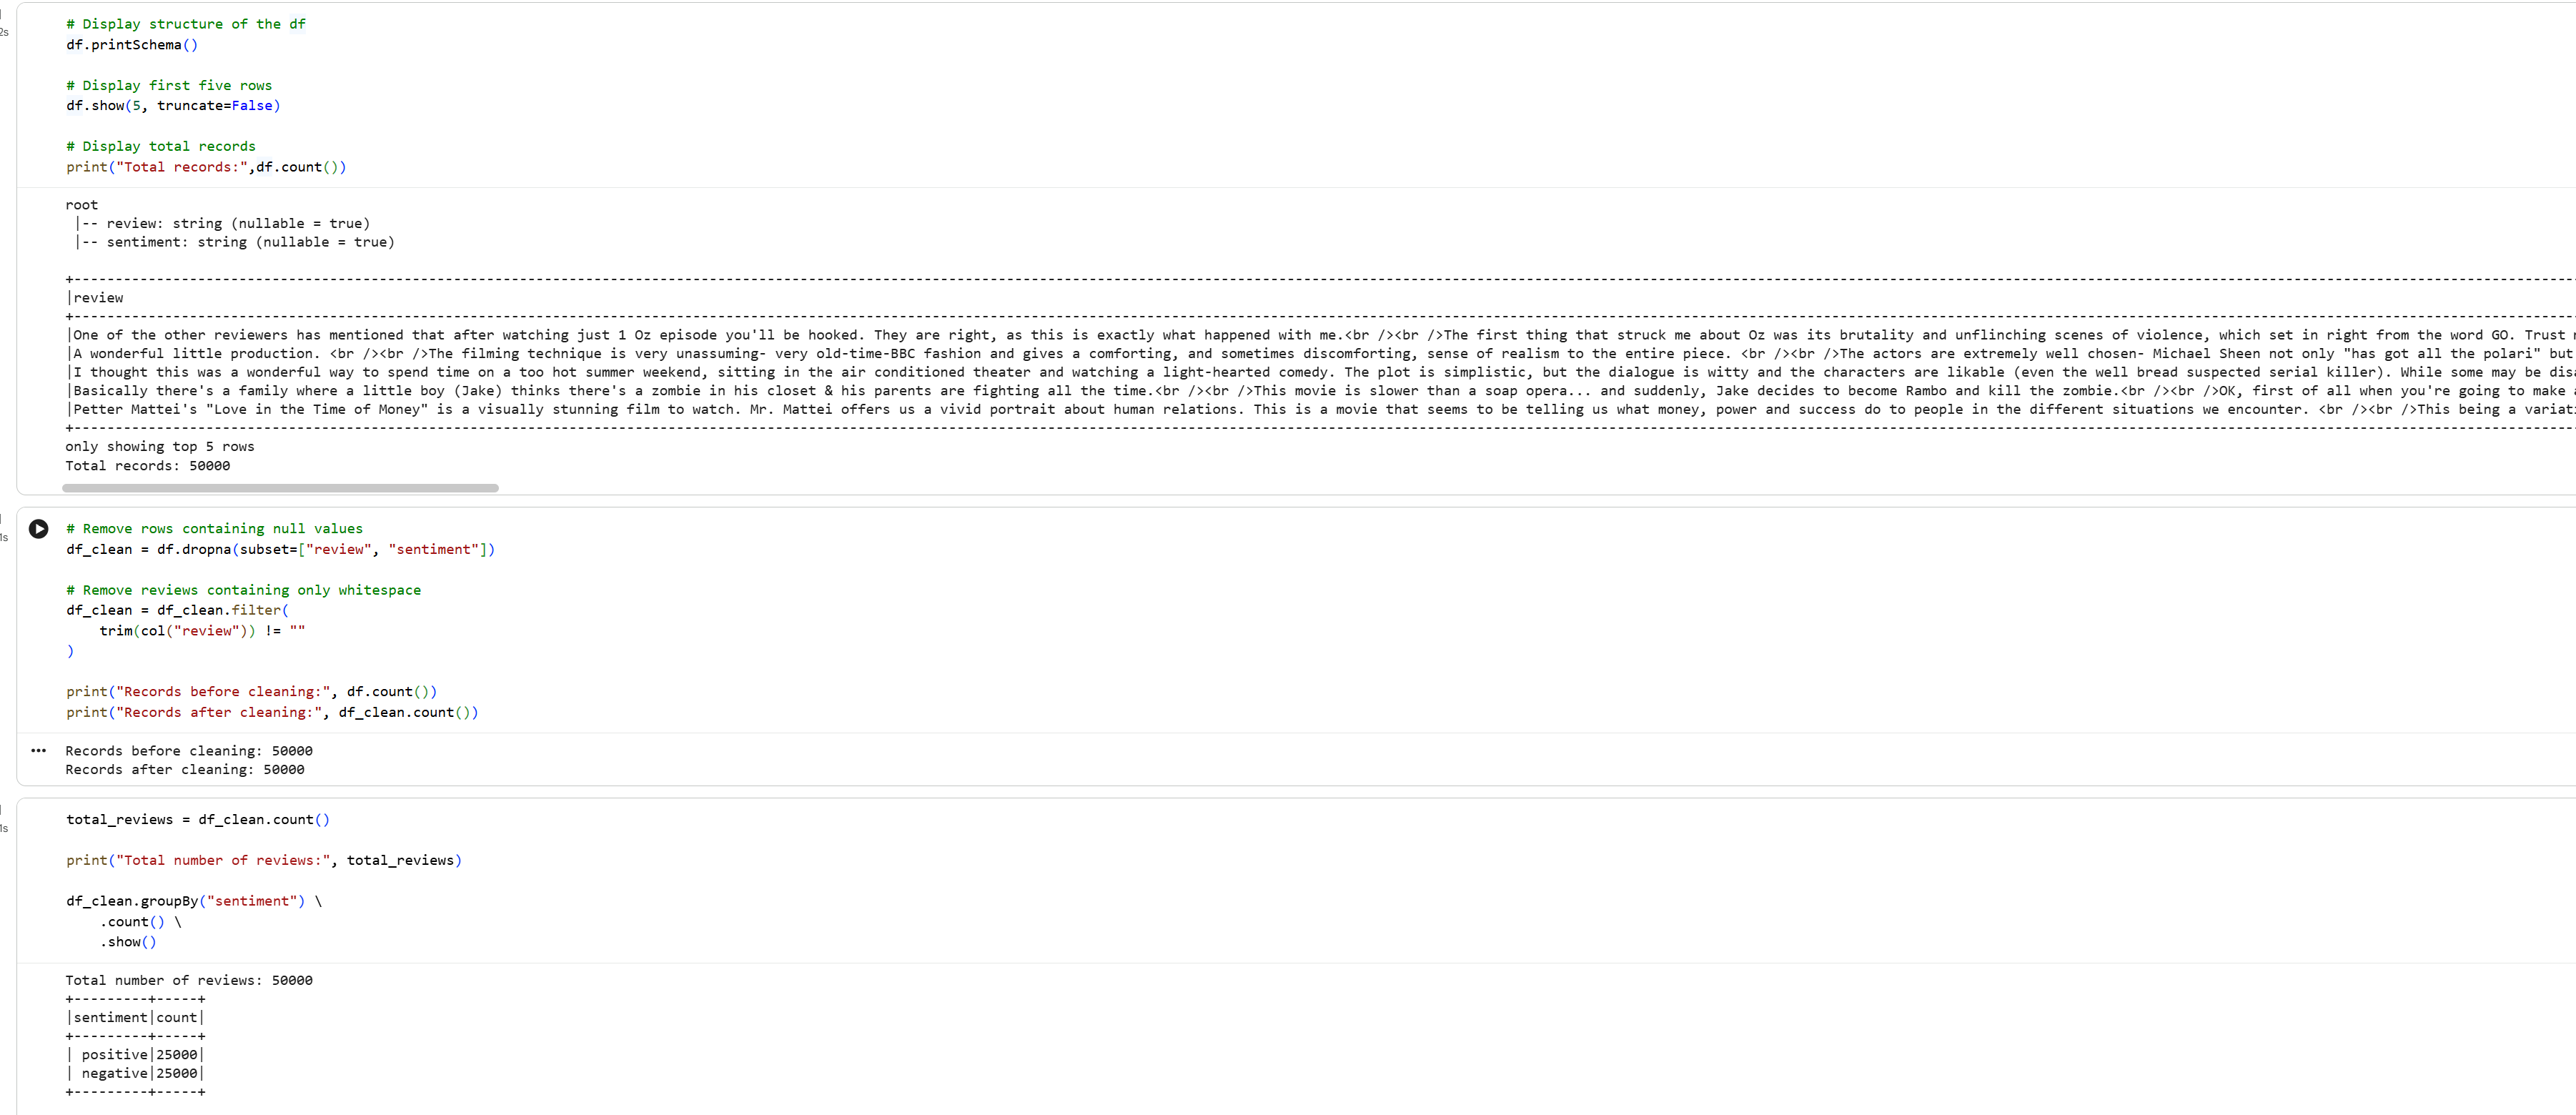 2s
# Display structure of the df
df.printSchema()
# Display first five rows
df.show(5, truncate=False)
# Display total records
print("Total records:",df.count())
root
 |-- review: string (nullable = true)
 |-- sentiment: string (nullable = true)
+----------------------------------------------------------------
|review
+----------------------------------------------------------------
|One of the other reviewers has mentioned that after watching just 1 Oz episode you'll be hooked. They are right, as this is exactly what happened with me.<br /><br />The first thing that struck me about Oz was its brutality and unflinching scenes of violence, which set in right from the word GO. Trust
|A wonderful little production. <br /><br />The filming technique is very unassuming- very old-time-BBC fashion and gives a comforting, and sometimes discomforting, sense of realism to the entire piece. <br /><br />The actors are extremely well chosen- Michael Sheen not only "has got all the polari" but
|I thought this was a wonderful way to spend time on a too hot summer weekend, sitting in the air conditioned theater and watching a light-hearted comedy. The plot is simplistic, but the dialogue is witty and the characters are likable (even the well bread suspected serial killer). While some may be
|Basically there's a family where a little boy (Jake) thinks there's a zombie in his closet & his parents are fighting all the time.<br /><br />This movie is slower than a soap opera... and suddenly, Jake decides to become Rambo and kill the zombie.<br /><br />OK, first of all when you're going to make
|Petter Mattei's "Love in the Time of Money" is a visually stunning film to watch. Mr. Mattei offers us a vivid portrait about human relations. This is a movie that seems to be telling us what money, power and success do to people in the different situations we encounter. <br /><br />This being a
+----------------------------------------------------------------
only showing top 5 rows
Total records: 50000
1s
# Remove rows containing null values
df_clean = df.dropna(subset=["review", "sentiment"])
# Remove reviews containing only whitespace
df_clean = df_clean.filter(
    trim(col("review")) != ""
)
print("Records before cleaning:", df.count())
print("Records after cleaning:", df_clean.count())
Records before cleaning: 50000
Records after cleaning: 50000
1s
total_reviews = df_clean.count()
print("Total number of reviews:", total_reviews)
df_clean.groupBy("sentiment") \
    .count() \
    .show()
Total number of reviews: 50000
+---------+-----+
|sentiment|count|
+---------+-----+
| positive|25000|
| negative|25000|
+---------+-----+